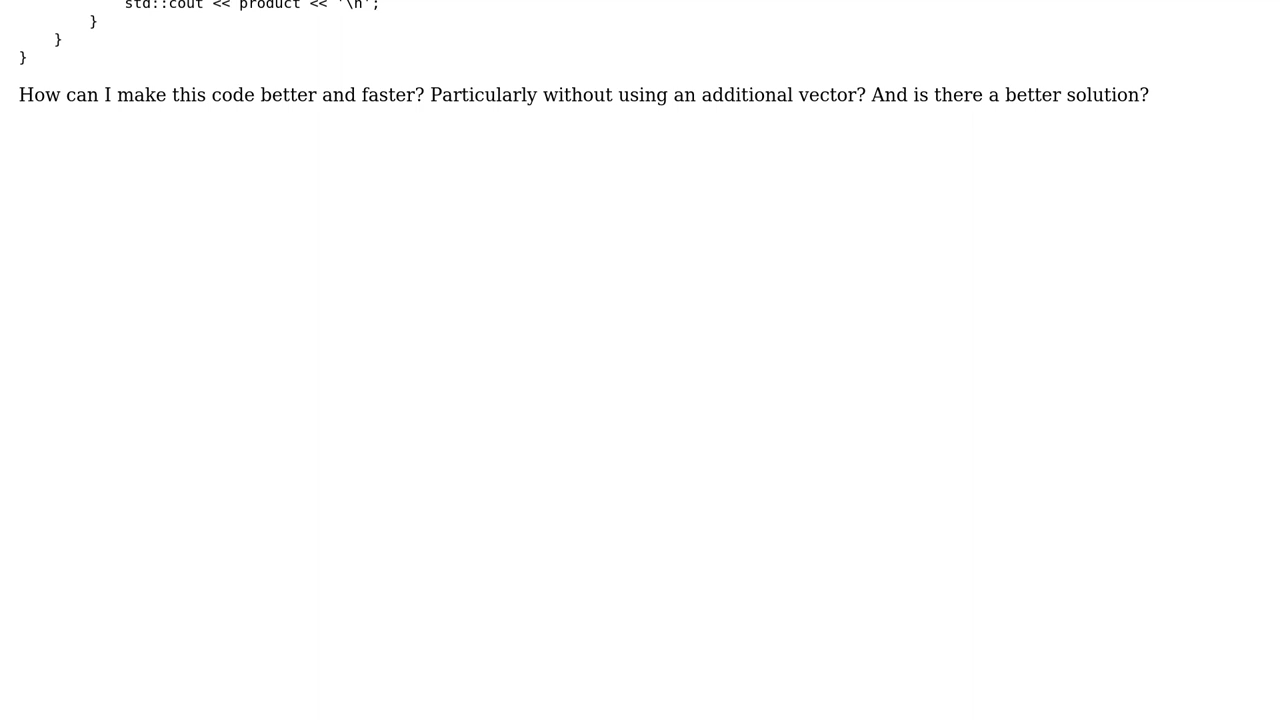 std::cout << product << '\n';
        }
    }
}
How can I make this code better and faster? Particularly without using an additional vector? And is there a better solution?